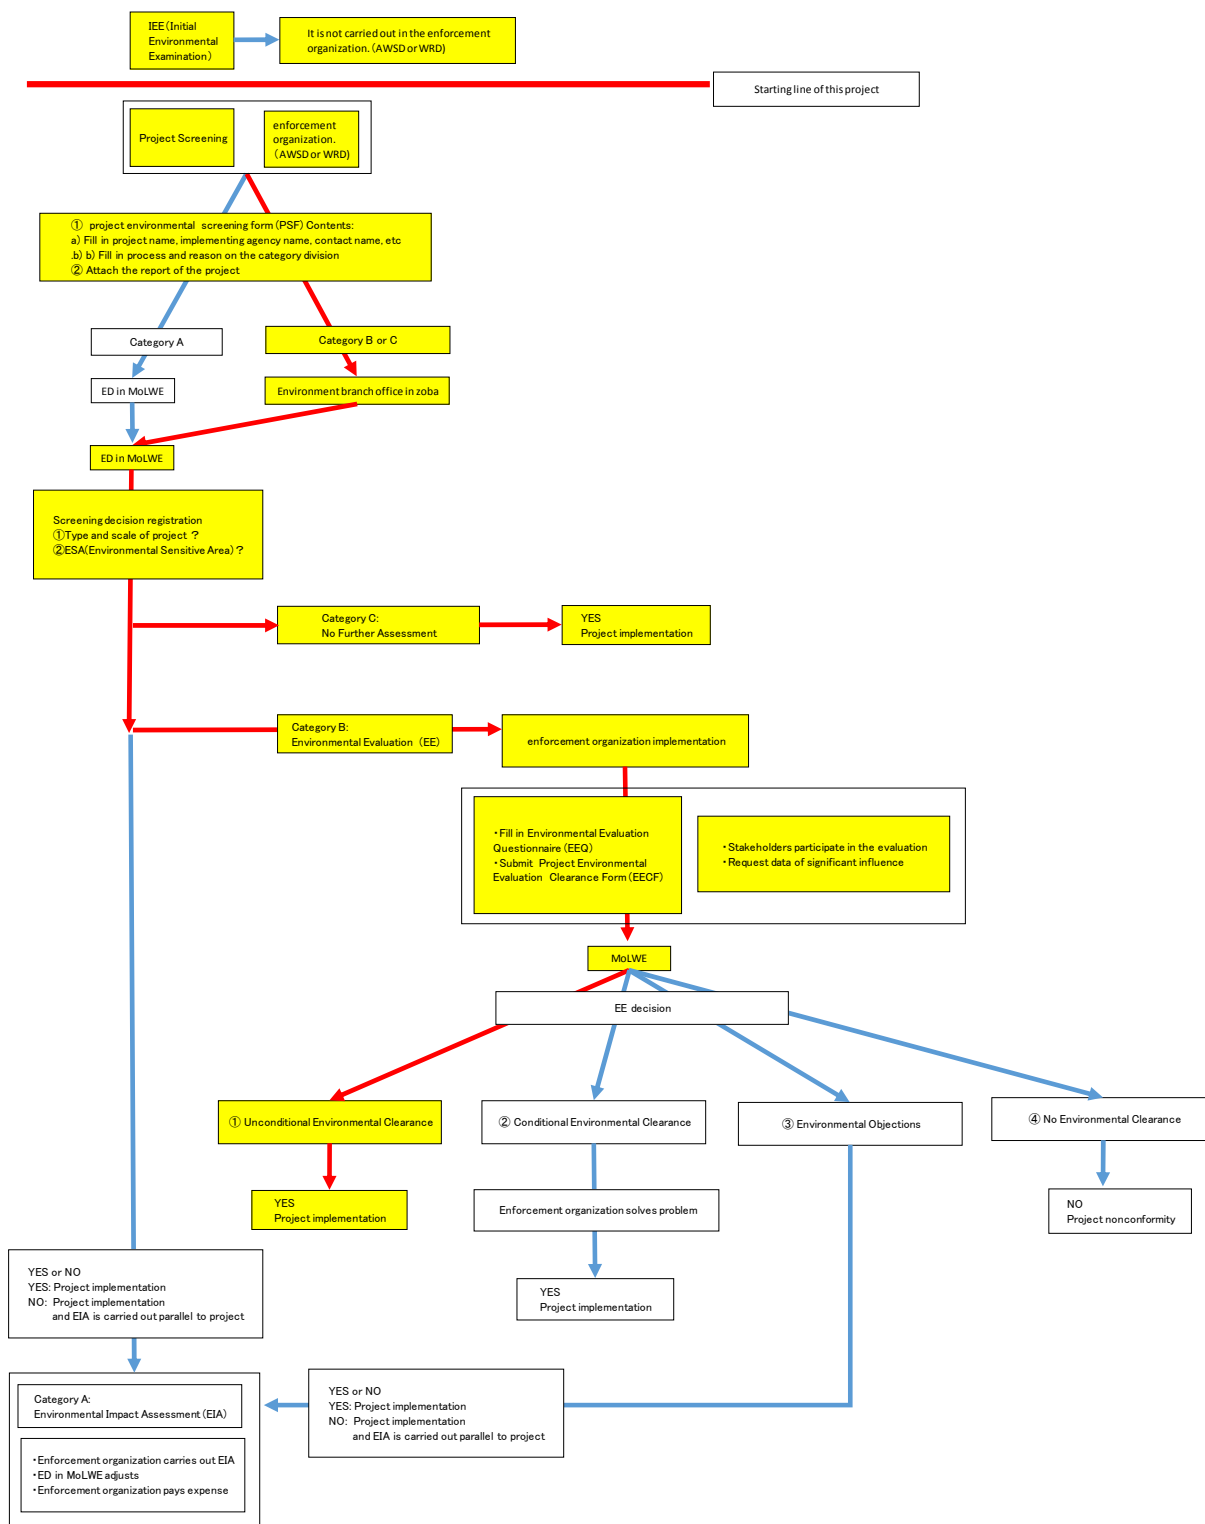 IEE(Initial
Environmental
Examination)
It is not carried out in the enforcement
organization. (AWSD or WRD)
Starting line of this project
Project Screening
enforcement
organization.
(AWSD or WRD)
① project environmental screening form (PSF) Contents:
a) Fill in project name, implementing agency name, contact name, etc
.b) b) Fill in process and reason on the category division
② Attach the report of the project
Category A
Category B or C
ED in MoLWE
Environment branch office in zoba
ED in MoLWE
Screening decision registration
①Type and scale of project ?
②ESA(Environmental Sensitive Area)?
Category C:
No Further Assessment
YES
Project implementation
Category B:
Environmental Evaluation (EE)
enforcement organization implementation
・Fill in Environmental Evaluation
Questionnaire (EEQ)
・Submit Project Environmental
Evaluation Clearance Form (EECF)
・Stakeholders participate in the evaluation
・Request data of significant influence
MoLWE
EE decision
① Unconditional Environmental Clearance
② Conditional Environmental Clearance
③ Environmental Objections
④ No Environmental Clearance
YES
Project implementation
Enforcement organization solves problem
NO
Project nonconformity
YES or NO
YES: Project implementation
NO: Project implementation
and EIA is carried out parallel to project
YES
Project implementation
Category A:
Environmental Impact Assessment (EIA)
YES or NO
YES: Project implementation
NO: Project implementation
and EIA is carried out parallel to project
・Enforcement organization carries out EIA
・ED in MoLWE adjusts
・Enforcement organization pays expense